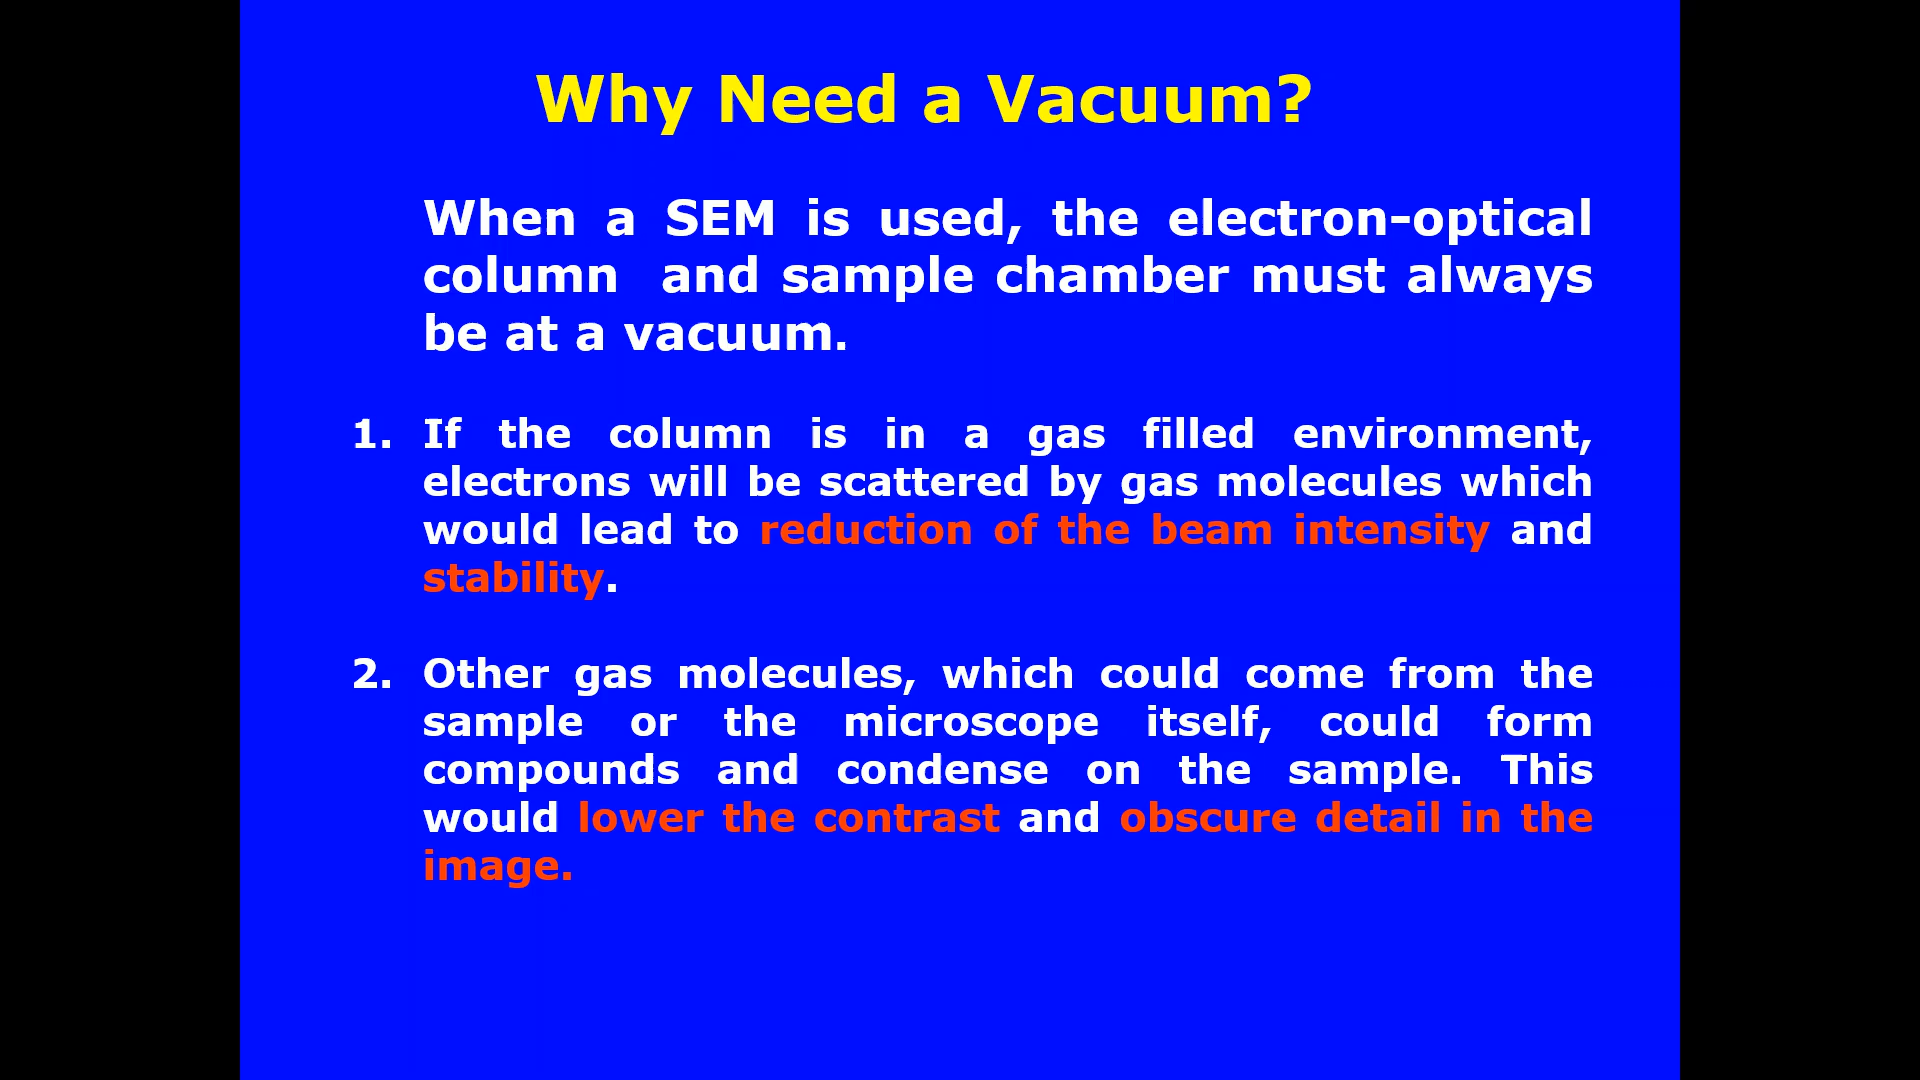 Why Need a Vacuum?
When a SEM is used, the electron-optical
column and sample chamber must always
be at a vacuum.
1. If the column is in a gas filled environment,
electrons will be scattered by gas molecules which
would lead to reduction of the beam intensity and
stability.
2. Other gas molecules, which could come from the
sample or the microscope itself, could form
compounds and condense on the sample. This
would lower the contrast and obscure detail in the
image.